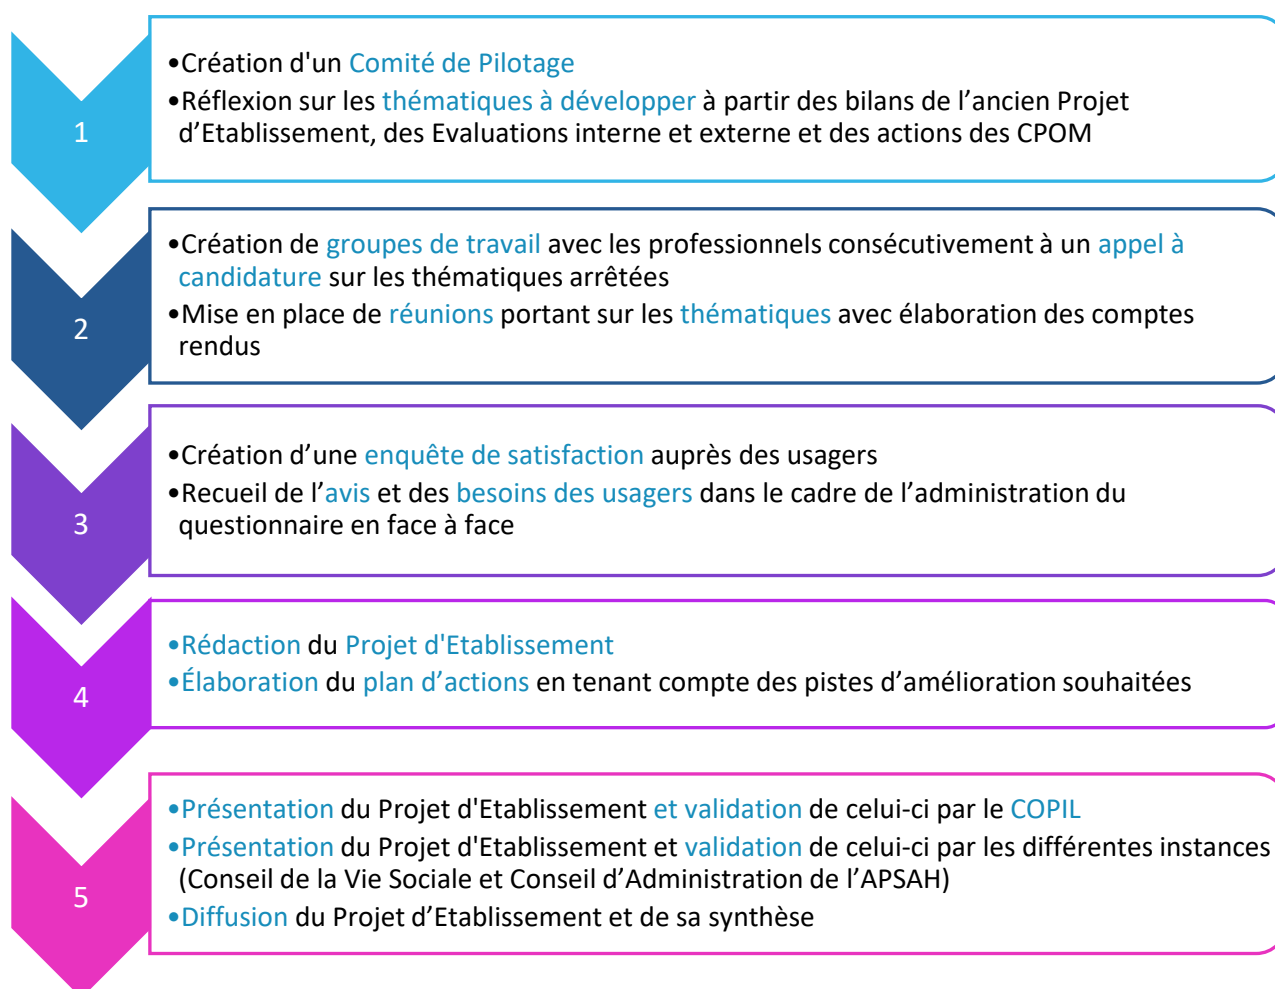 1
•Création d'un Comité de Pilotage
•Réflexion sur les thématiques à développer à partir des bilans de l’ancien Projet
d’Etablissement, des Evaluations interne et externe et des actions des CPOM
2
•Création de groupes de travail avec les professionnels consécutivement à un appel à
candidature sur les thématiques arrêtées
•Mise en place de réunions portant sur les thématiques avec élaboration des comptes
rendus
3
•Création d’une enquête de satisfaction auprès des usagers
•Recueil de l’avis et des besoins des usagers dans le cadre de l’administration du
questionnaire en face à face
4
•Rédaction du Projet d'Etablissement
•Élaboration du plan d’actions en tenant compte des pistes d’amélioration souhaitées
5
•Présentation du Projet d'Etablissement et validation de celui-ci par le COPIL
•Présentation du Projet d'Etablissement et validation de celui-ci par les différentes instances
(Conseil de la Vie Sociale et Conseil d’Administration de l’APSAH)
•Diffusion du Projet d’Etablissement et de sa synthèse